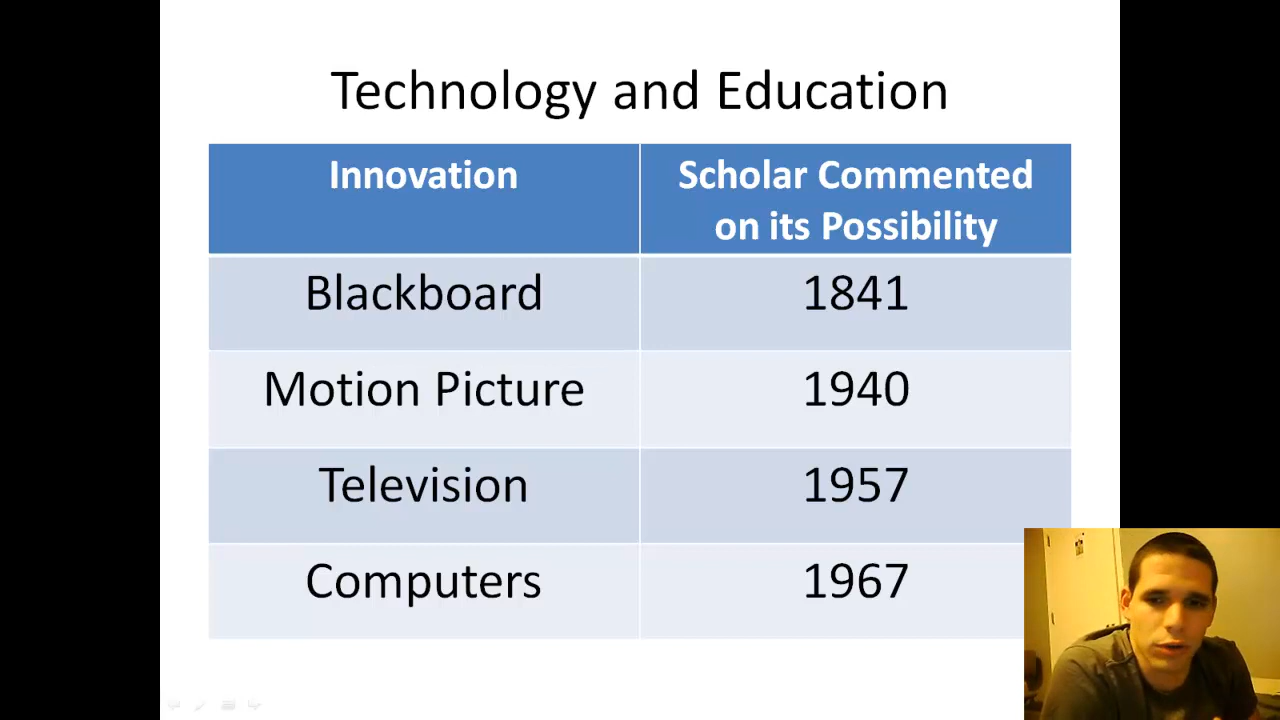 Technology and Education
Innovation
Scholar Commented
on its Possibility
Blackboard
1841
Motion Picture
1940
Television
1957
Computers
1967